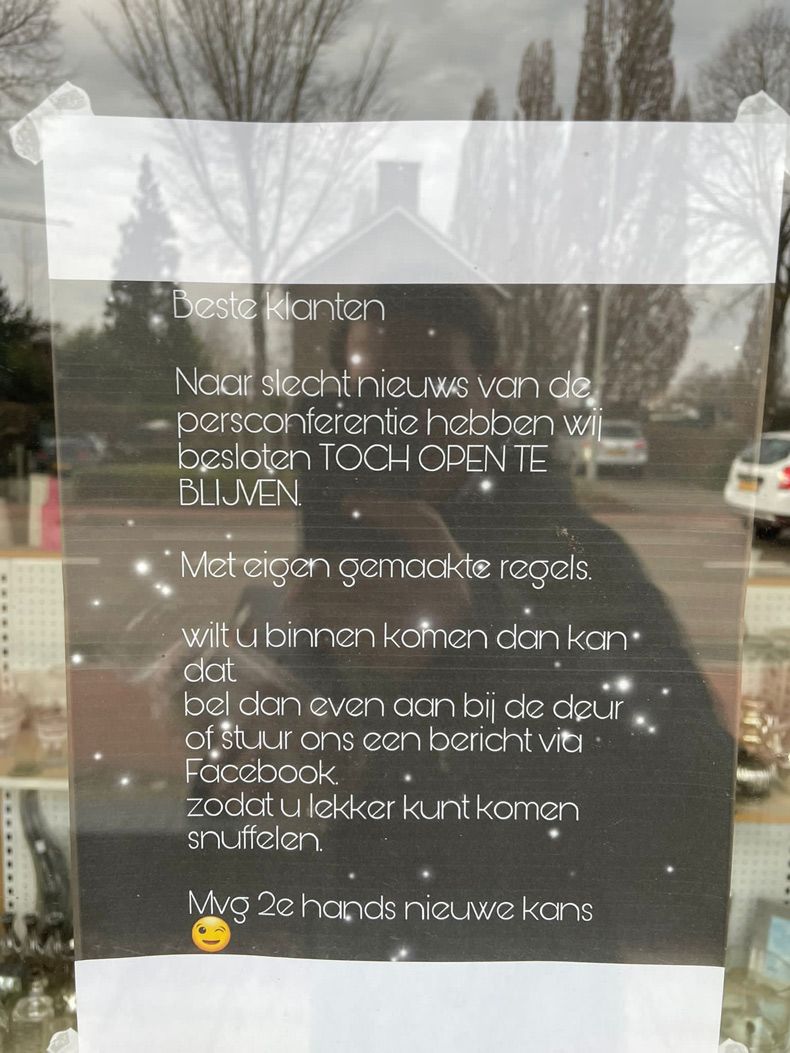 Beste klanten
Naar slecht nieuws van de
persconferentie hebben wij
besloten TOCH OPEN TE
BLIJVEN.
Met eigen gemaakte regels.
wilt u binnen komen dan kan
dat
bel dan even aan bij de deur
of stuur ons een bericht via
Facebook.
zodat u lekker kunt komen
snuffelen.
Mvg 2e hands nieuwe kans
😉